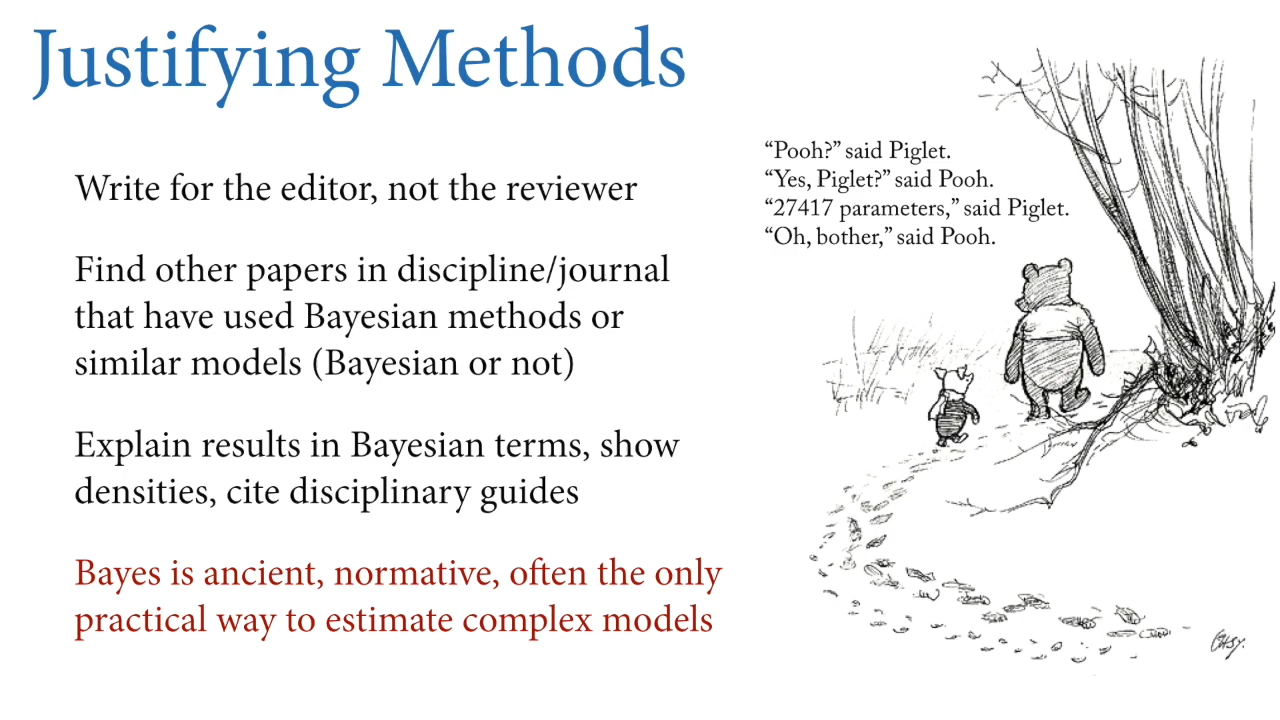 Justifying Methods
Write for the editor, not the reviewer
Find other papers in discipline/journal
that have used Bayesian methods or
similar models (Bayesian or not)
Explain results in Bayesian terms, show
densities, cite disciplinary guides
Bayes is ancient, normative, often the only
practical way to estimate complex models
“Pooh?” said Piglet.
“Yes, Piglet?” said Pooh.
“27417 parameters,” said Piglet.
“Oh, bother,” said Pooh.